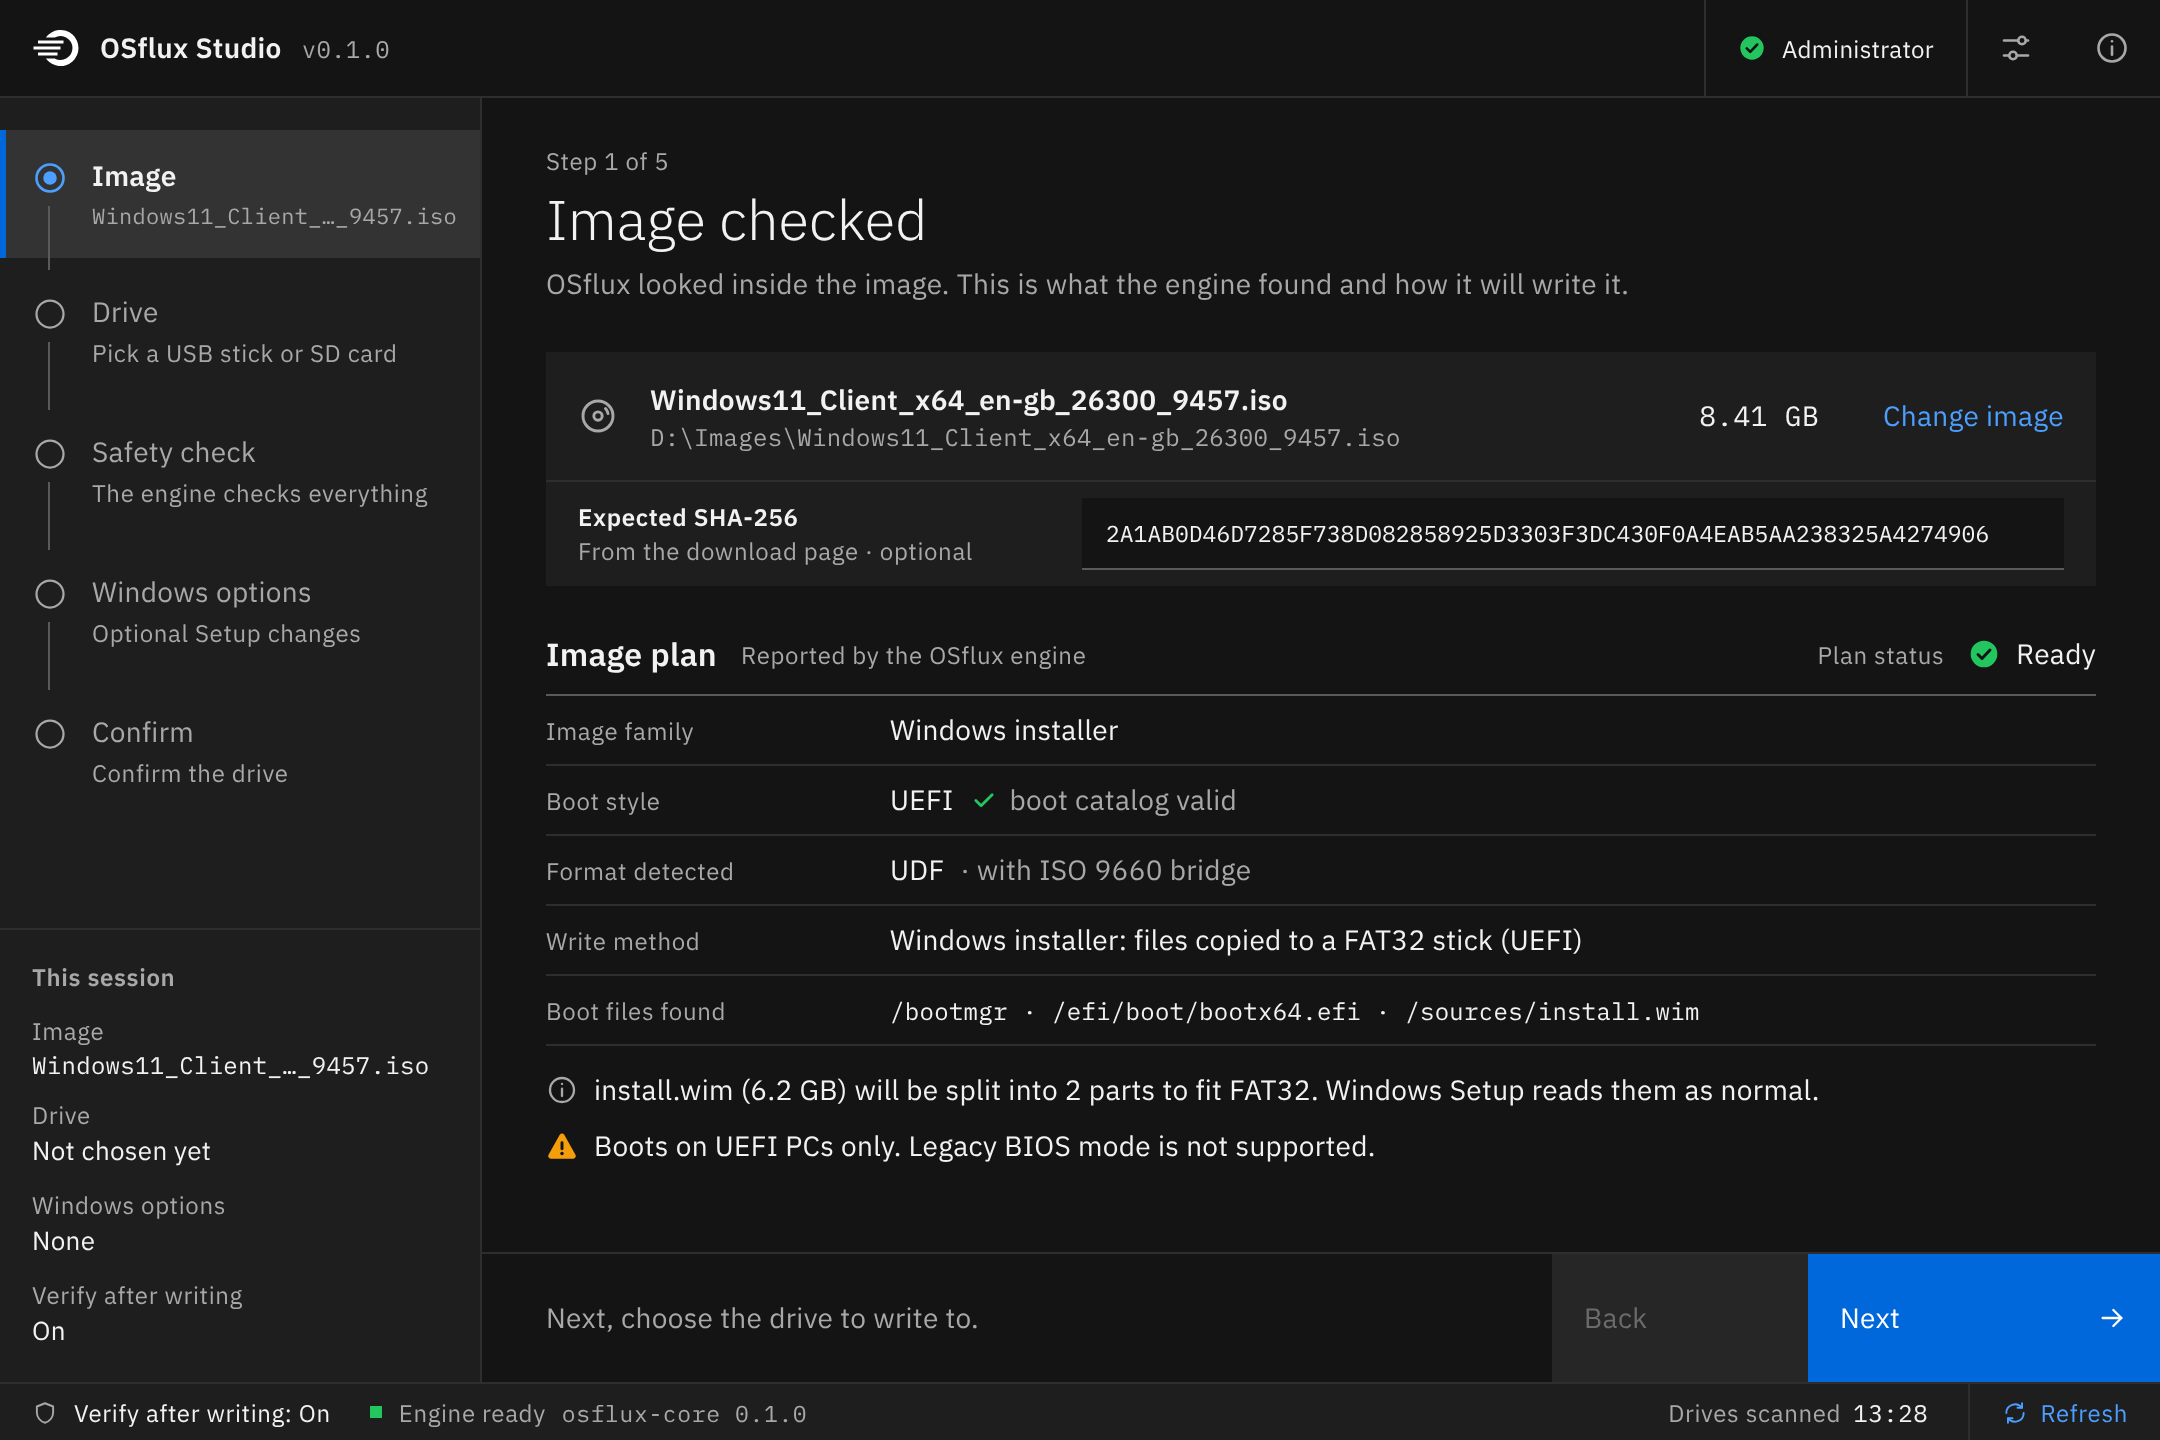 OSflux Studio v0.1.0
Administrator
Image
Windows11_Client_…_9457.iso
Drive
Pick a USB stick or SD card
Safety check
The engine checks everything
Windows options
Optional Setup changes
Confirm
Confirm the drive
This session
Image
Windows11_Client_…_9457.iso
Drive
Not chosen yet
Windows options
None
Verify after writing
On
Step 1 of 5
Image checked
OSflux looked inside the image. This is what the engine found and how it will write it.
Windows11_Client_x64_en-gb_26300_9457.iso
D:\Images\Windows11_Client_x64_en-gb_26300_9457.iso
8.41 GB
Change image
Expected SHA-256
From the download page · optional
2A1AB0D46D7285F738D082858925D3303F3DC430F0A4EAB5AA238325A4274906
Image plan Reported by the OSflux engine
Plan status Ready
Image family Windows installer
Boot style UEFI boot catalog valid
Format detected UDF · with ISO 9660 bridge
Write method Windows installer: files copied to a FAT32 stick (UEFI)
Boot files found /bootmgr · /efi/boot/bootx64.efi · /sources/install.wim
install.wim (6.2 GB) will be split into 2 parts to fit FAT32. Windows Setup reads them as normal.
Boots on UEFI PCs only. Legacy BIOS mode is not supported.
Next, choose the drive to write to.
Back
Next
Verify after writing: On
Engine ready osflux-core 0.1.0
Drives scanned 13:28
Refresh